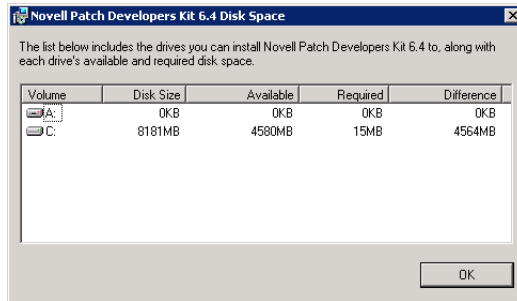 Novell Patch Developers Kit 6.4 Disk Space
The list below includes the drives you can install Novell Patch Developers Kit 6.4 to, along with
each drive's available and required disk space.
Volume Disk Size Available Required Difference
A: 0KB 0KB 0KB 0KB
C: 8181MB 4580MB 15MB 4564MB
OK